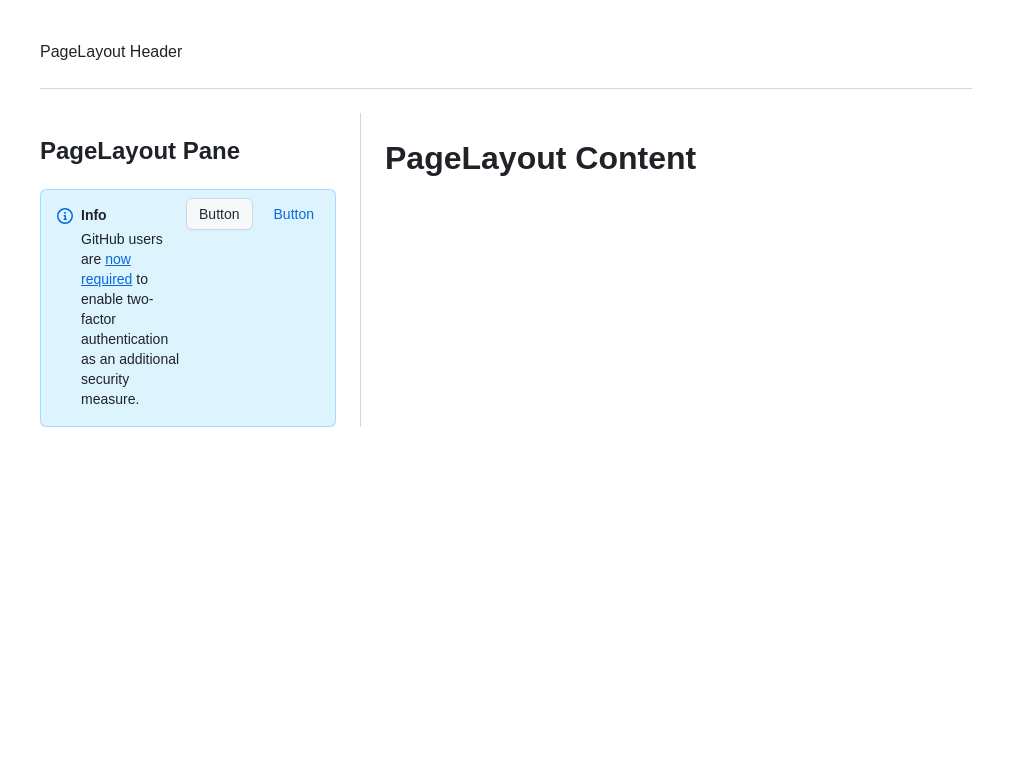 PageLayout Header
PageLayout Pane
Info
GitHub users
are now
required to
enable two-
factor
authentication
as an additional
security
measure.
Button
Button
PageLayout Content